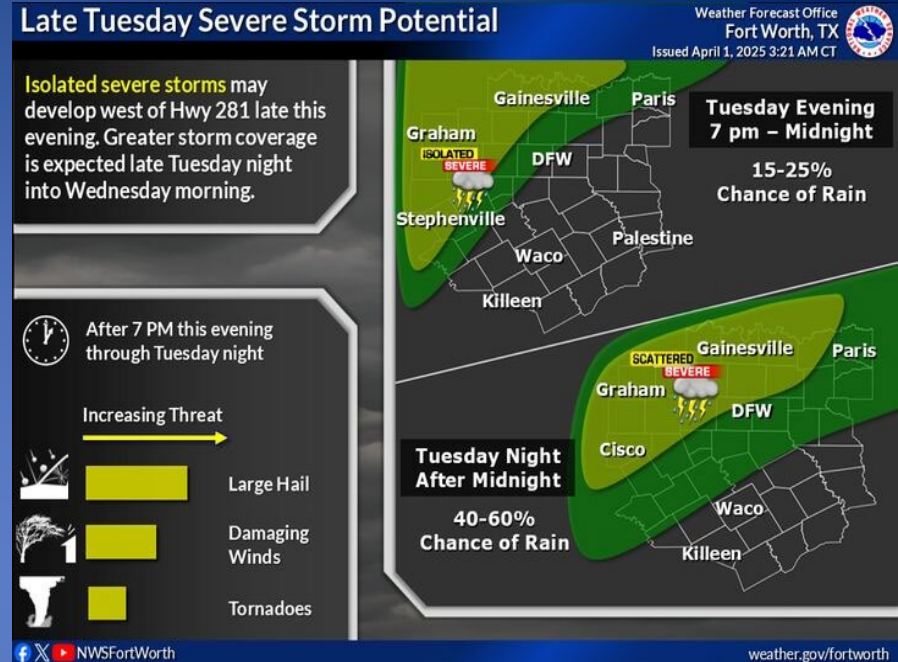 Late Tuesday Severe Storm Potential
Weather Forecast Office
Fort Worth, TX
Issued April 1, 2025 3:21 AM CT
Isolated severe storms may
develop west of Hwy 281 late this
evening. Greater storm coverage
is expected late Tuesday night
into Wednesday morning.
After 7 PM this evening
through Tuesday night
Increasing Threat
Large Hail
Damaging
Winds
Tornadoes
Gainesville
Paris
Graham
ISOLATED
SEVERE
DFW
Stephenville
Waco
Palestine
Killeen
Tuesday Evening
7 pm – Midnight
15-25%
Chance of Rain
Gainesville
Paris
SCATTERED
SEVERE
Graham
DFW
Cisco
Waco
Killeen
Tuesday Night
After Midnight
40-60%
Chance of Rain
NWSFortWorth
weather.gov/fortworth